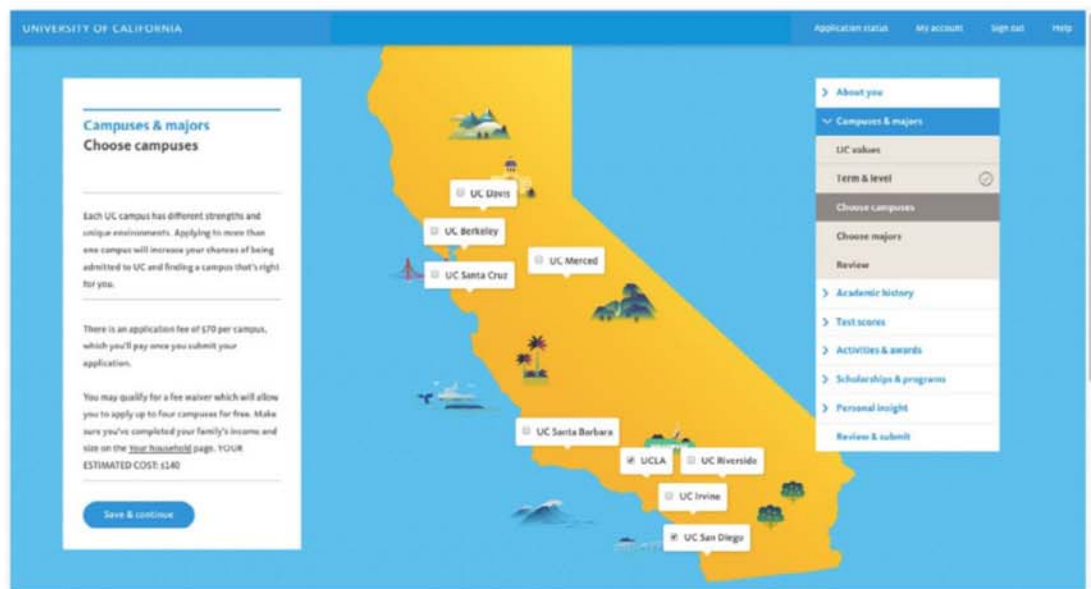 UNIVERSITY OF CALIFORNIA
Application status My account Sign out Help
Campuses & majors
Choose campuses
Each UC campus has different strengths and
unique environments. Applying to more than
one campus will increase your chances of being
admitted to UC and finding a campus that's right
for you.
There is an application fee of $70 per campus,
which you'll pay once you submit your
application.
You may qualify for a fee waiver which will allow
you to apply up to four campuses for free. Make
sure you've completed your family's income and
size on the Your household page. YOUR
ESTIMATED COST: $140
Save & continue
UC Davis
UC Berkeley
UC Merced
UC Santa Cruz
UC Santa Barbara
UCLA
UC Riverside
UC Irvine
UC San Diego
About you
Campuses & majors
UC values
Term & level
Choose campuses
Choose majors
Review
Academic history
Test scores
Activities & awards
Scholarships & programs
Personal insight
Review & submit